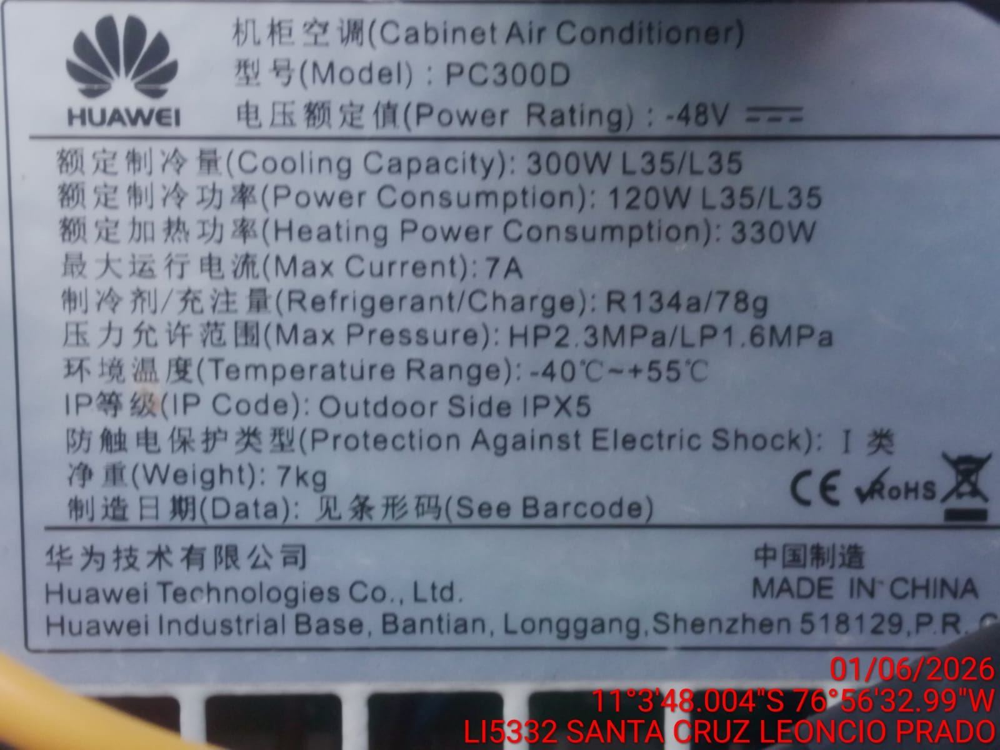 HUAWEI
机柜空调(Cabinet Air Conditioner)
型号(Model) : PC300D
电压额定值(Power Rating) : -48V
额定制冷量(Cooling Capacity): 300W L35/L35
额定制冷功率(Power Consumption): 120W L35/L35
额定加热功率(Heating Power Consumption): 330W
最大运行电流(Max Current): 7A
制冷剂/充注量(Refrigerant/Charge): R134a/78g
压力允许范围(Max Pressure): HP2.3MPa/LP1.6MPa
环境温度(Temperature Range): -40℃~+55℃
IP等级(IP Code): Outdoor Side IPX5
防触电保护类型(Protection Against Electric Shock): I 类
净重(Weight): 7kg
CE RoHS
制造日期(Data): 见条形码(See Barcode)
华为技术有限公司
中国制造
Huawei Technologies Co., Ltd.
MADE IN CHINA
Huawei Industrial Base, Bantian, Longgang,Shenzhen 518129,P.R.
01/06/2026
11°3'48.004"S 76°56'32.99"W
LI5332 SANTA CRUZ LEONCIO PRADO